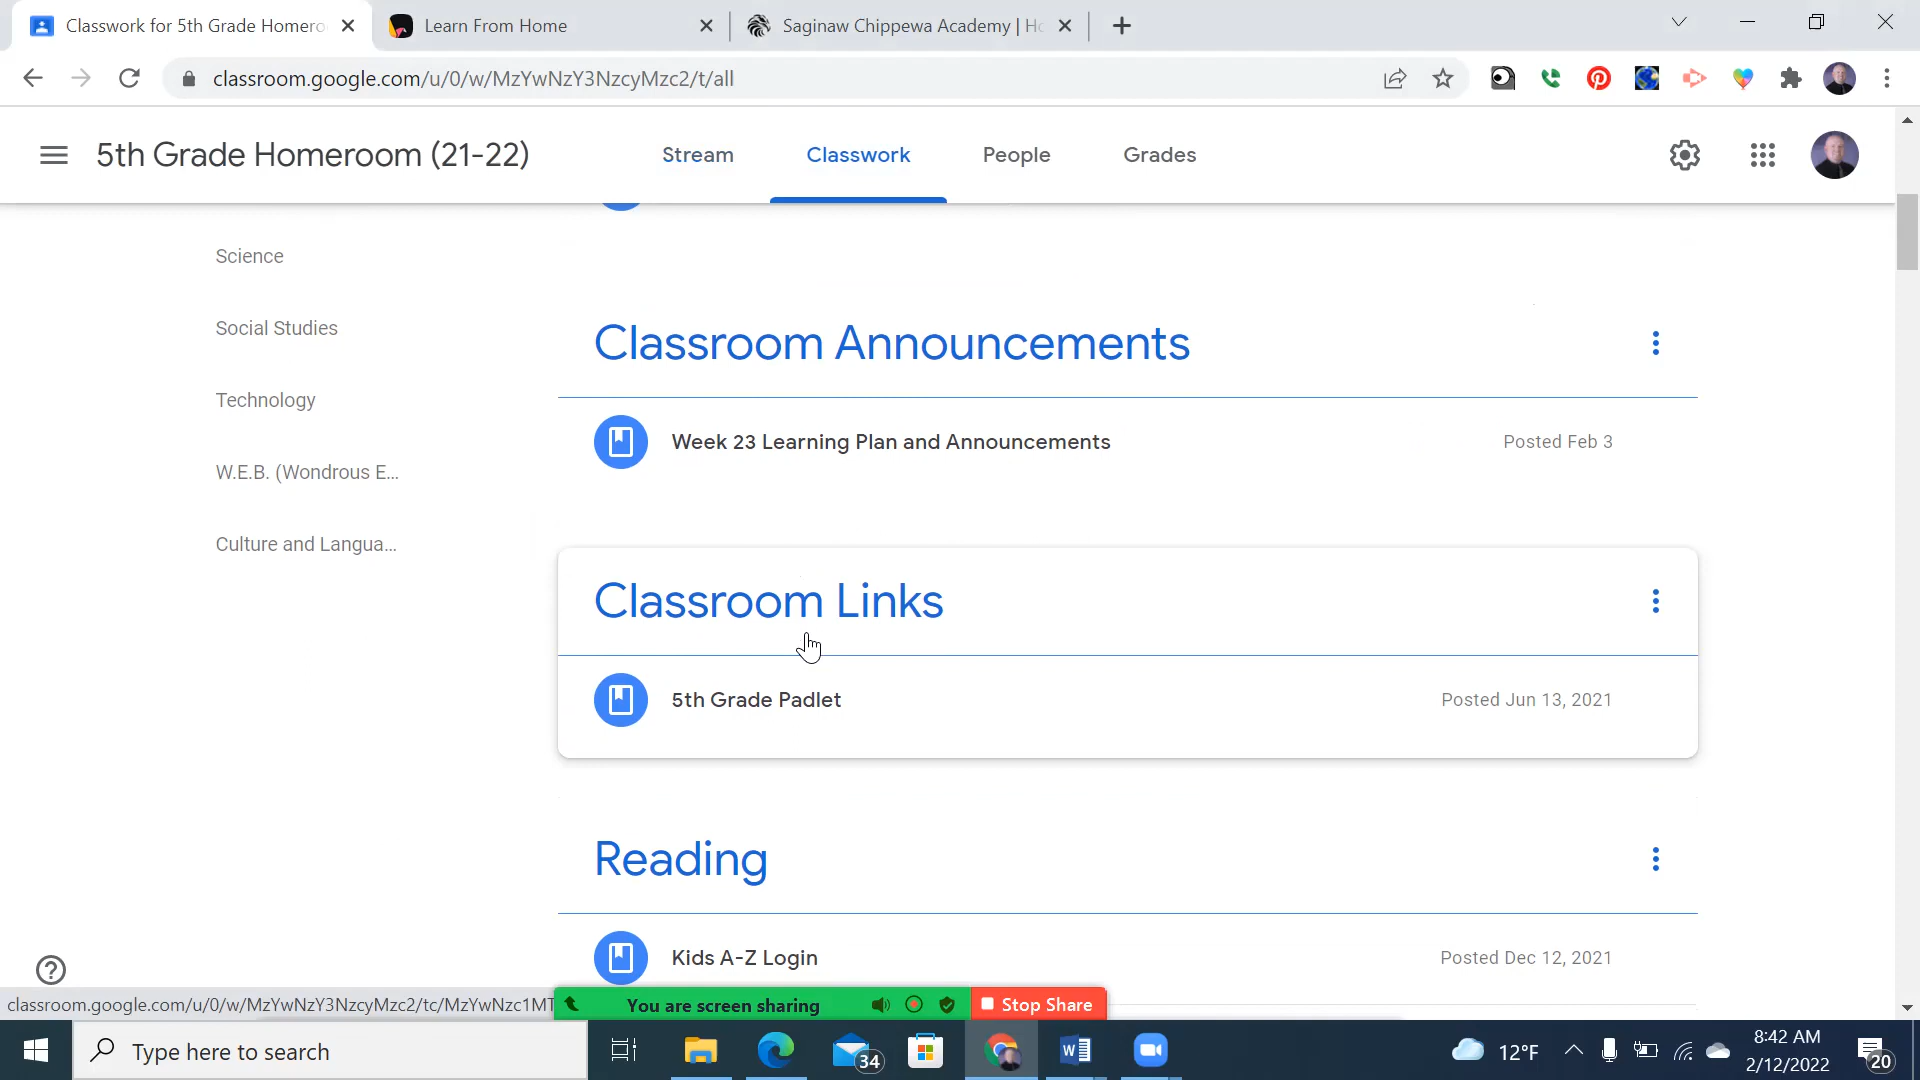 Classwork for 5th Grade Homero
Learn From Home
Saginaw Chippewa Academy | Ho
classroom.google.com/u/0/w/MzYwNzY3NzcyMzc2/t/all
5th Grade Homeroom (21-22)
Stream
Classwork
People
Grades
Science
Social Studies
Technology
W.E.B. (Wondrous E...
Culture and Langua...
Classroom Announcements
Week 23 Learning Plan and Announcements
Posted Feb 3
Classroom Links
5th Grade Padlet
Posted Jun 13, 2021
Reading
Kids A-Z Login
Posted Dec 12, 2021
classroom.google.com/u/0/w/MzYwNzY3NzcyMzc2/tc/MzYwNzc1MT
You are screen sharing
Stop Share
Type here to search
34
12°F
8:42 AM
2/12/2022
20